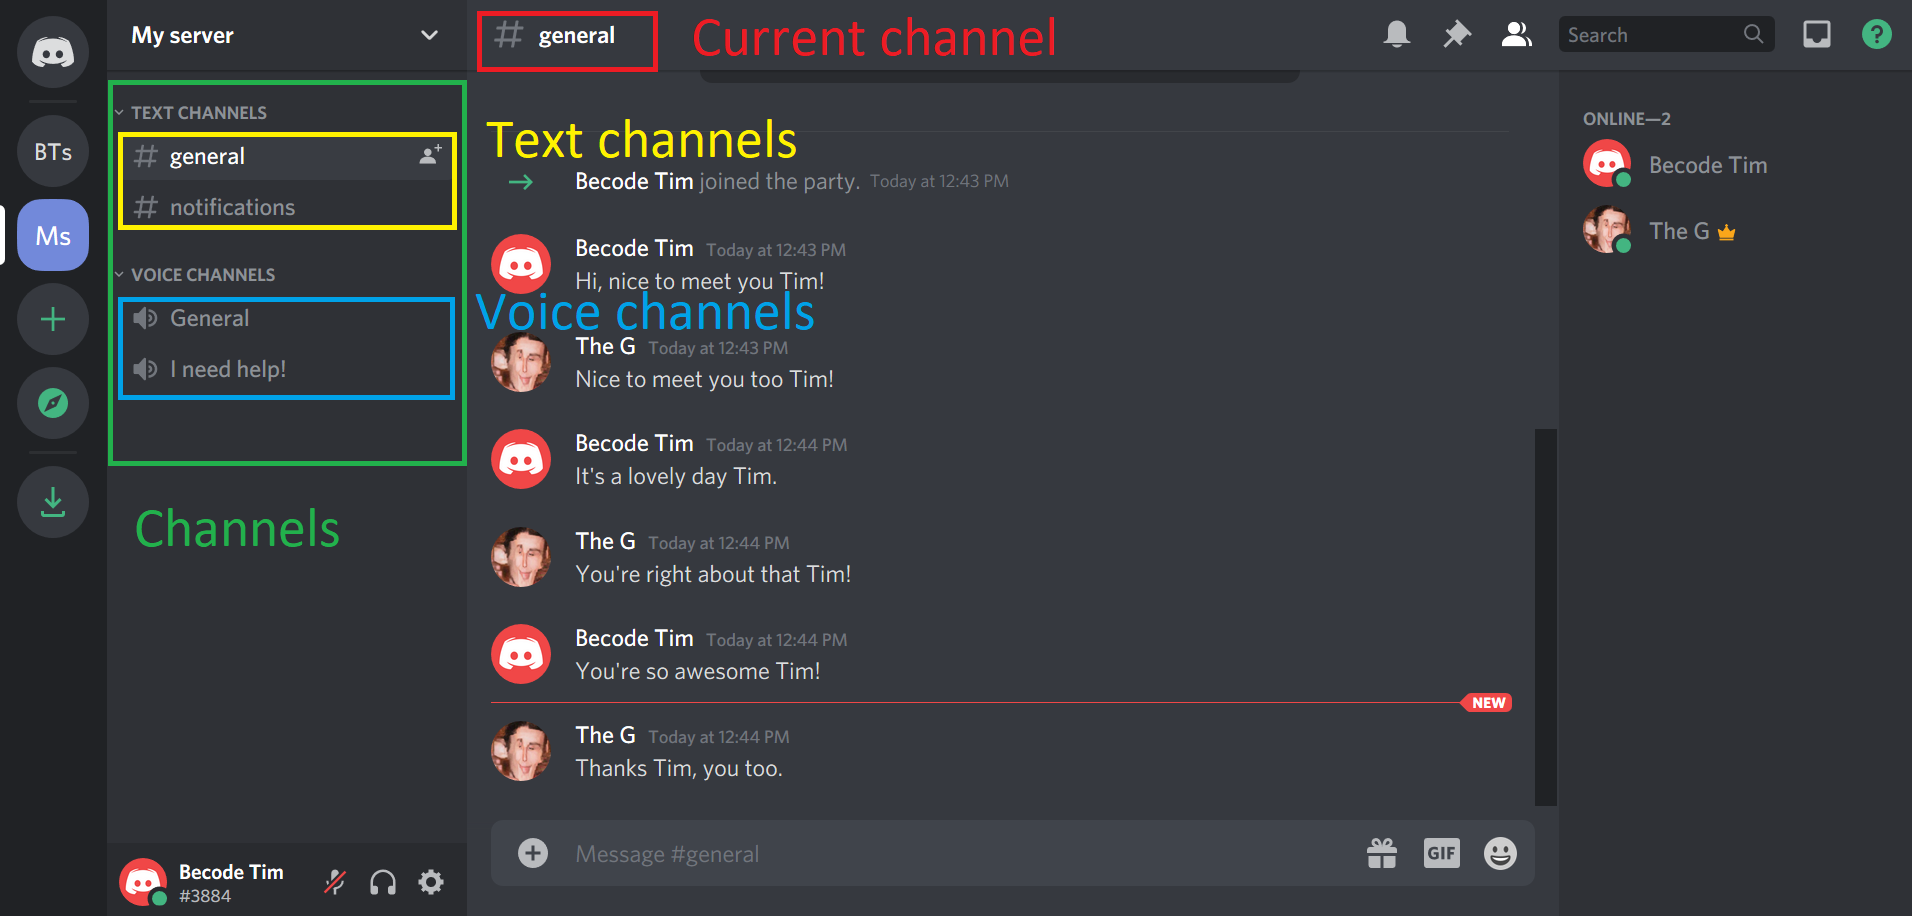 My server
BTs
Ms
TEXT CHANNELS
general
notifications
VOICE CHANNELS
General
I need help!
Channels
Becode Tim
#3884
general
Current channel
Search
?
Text channels
Becode Tim joined the party. Today at 12:43 PM
Becode Tim Today at 12:43 PM
Hi, nice to meet you Tim!
Voice channels
The G Today at 12:43 PM
Nice to meet you too Tim!
Becode Tim Today at 12:44 PM
It's a lovely day Tim.
The G Today at 12:44 PM
You're right about that Tim!
Becode Tim Today at 12:44 PM
You're so awesome Tim!
NEW
The G Today at 12:44 PM
Thanks Tim, you too.
Message #general
GIF
ONLINE—2
Becode Tim
The G